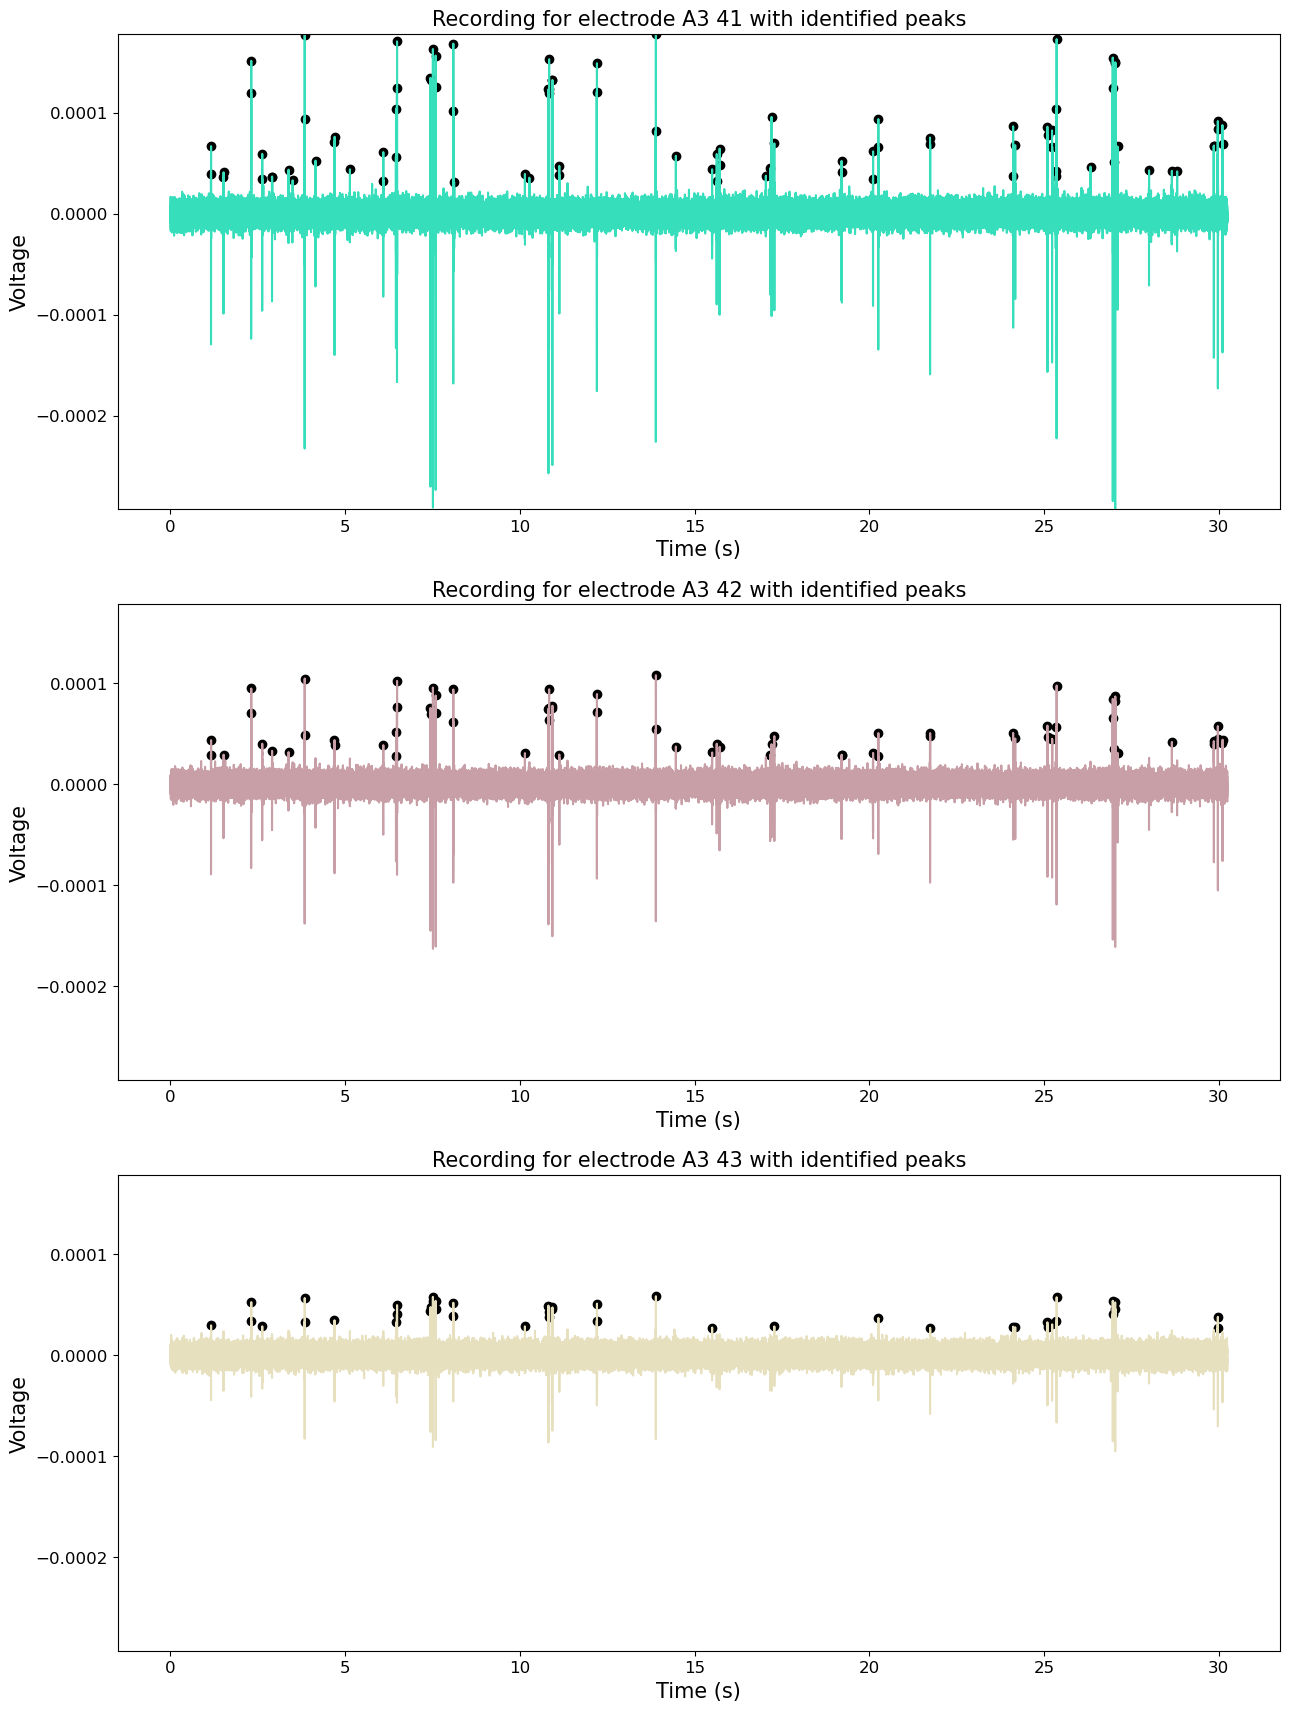 Recording for electrode A3 41 with identified peaks
0.0001
0.0000
−0.0001
−0.0002
Voltage
0 5 10 15 20 25 30
Time (s)
Recording for electrode A3 42 with identified peaks
0.0001
0.0000
−0.0001
−0.0002
Voltage
0 5 10 15 20 25 30
Time (s)
Recording for electrode A3 43 with identified peaks
0.0001
0.0000
−0.0001
−0.0002
Voltage
0 5 10 15 20 25 30
Time (s)